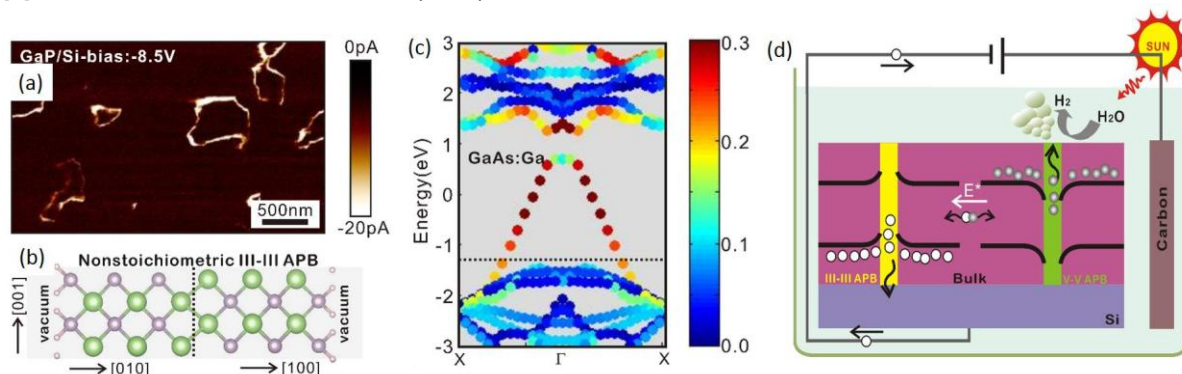 GaP/Si-bias:-8.5V
(a)
0pA
-20pA
500nm
(b)
Nonstoichiometric III-III APB
[001]
vacuum
vacuum
[010]
[100]
(c)
Energy(eV)
3
2
1
0
-1
-2
-3
GaAs:Ga
X
Γ
X
0.3
0.2
0.1
0.0
(d)
SUN
H2
H2O
E*
III-III APB
Bulk
V-V APB
Si
Carbon